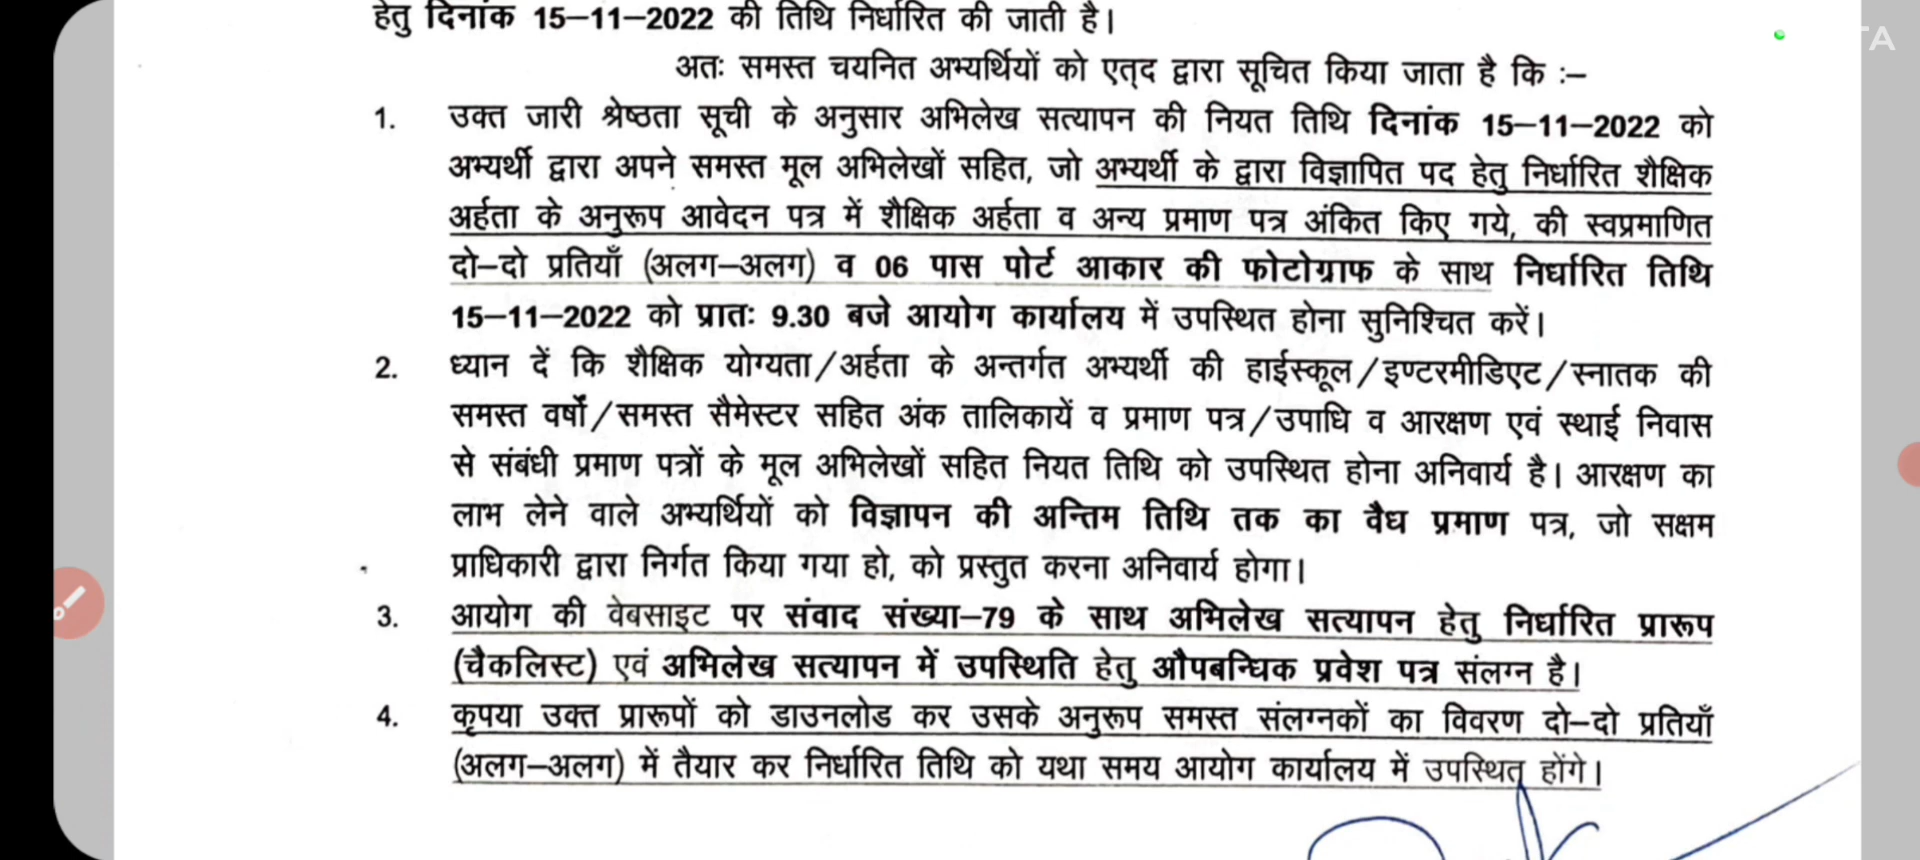 हेतु दिनांक 15–11–2022 की तिथि निर्धारित की जाती है।
TA
अतः समस्त चयनित अभ्यर्थियों को एत्द द्वारा सूचित किया जाता है कि :–
1. उक्त जारी श्रेष्ठता सूची के अनुसार अभिलेख सत्यापन की नियत तिथि दिनांक 15–11–2022 को
अभ्यर्थी द्वारा अपने समस्त मूल अभिलेखों सहित, जो अभ्यर्थी के द्वारा विज्ञापित पद हेतु निर्धारित शैक्षिक
अर्हता के अनुरूप आवेदन पत्र में शैक्षिक अर्हता व अन्य प्रमाण पत्र अंकित किए गये, की स्वप्रमाणित
दो–दो प्रतियाँ (अलग–अलग) व 06 पास पोर्ट आकार की फोटोग्राफ के साथ निर्धारित तिथि
15–11–2022 को प्रातः 9.30 बजे आयोग कार्यालय में उपस्थित होना सुनिश्चित करें।
2. ध्यान दें कि शैक्षिक योग्यता/अर्हता के अन्तर्गत अभ्यर्थी की हाईस्कूल/इण्टरमीडिएट/स्नातक की
समस्त वर्षों/समस्त सैमेस्टर सहित अंक तालिकायें व प्रमाण पत्र/उपाधि व आरक्षण एवं स्थाई निवास
से संबंधी प्रमाण पत्रों के मूल अभिलेखों सहित नियत तिथि को उपस्थित होना अनिवार्य है। आरक्षण का
लाभ लेने वाले अभ्यर्थियों को विज्ञापन की अन्तिम तिथि तक का वैध प्रमाण पत्र, जो सक्षम
प्राधिकारी द्वारा निर्गत किया गया हो, को प्रस्तुत करना अनिवार्य होगा।
3. आयोग की वेबसाइट पर संवाद संख्या–79 के साथ अभिलेख सत्यापन हेतु निर्धारित प्रारूप
(चैकलिस्ट) एवं अभिलेख सत्यापन में उपस्थिति हेतु औपबन्धिक प्रवेश पत्र संलग्न है।
4. कृपया उक्त प्रारूपों को डाउनलोड कर उसके अनुरूप समस्त संलग्नकों का विवरण दो–दो प्रतियाँ
(अलग–अलग) में तैयार कर निर्धारित तिथि को यथा समय आयोग कार्यालय में उपस्थित होंगे।